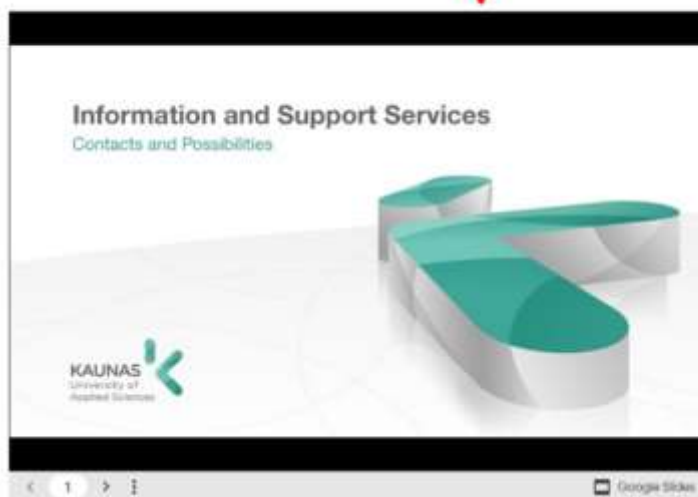 Information and Support Services
Contacts and Possibilities
KAUNAS
University of
Applied Sciences
1
Google Slides